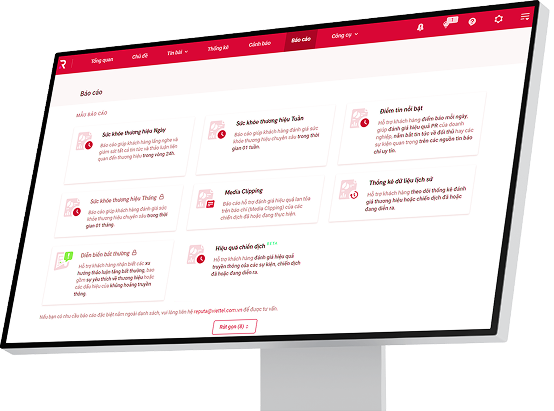 Tổng quan Chủ đề Tin bài Thống kê Cảnh báo Báo cáo Công cụ
Báo cáo
MẪU BÁO CÁO
Sức khỏe thương hiệu Ngày
Báo cáo giúp khách hàng lắng nghe và
giám sát tất cả tin tức và thảo luận liên
quan đến thương hiệu trong vòng 24h.
Sức khỏe thương hiệu Tuần
Báo cáo giúp khách hàng đánh giá sức
khỏe thương hiệu chuyên sâu trong thời
gian 01 tuần.
Điểm tin nổi bật
Hỗ trợ khách hàng điểm báo mỗi ngày,
giúp đánh giá hiệu quả PR của doanh
nghiệp, nắm bắt tin tức về đối thủ hay các
sự kiện quan trọng trên các nguồn tin báo
chí uy tín.
Sức khỏe thương hiệu Tháng
Báo cáo giúp khách hàng đánh giá sức
khỏe thương hiệu chuyên sâu trong thời
gian 01 tháng
Media Clipping
Báo cáo hỗ trợ đánh giá hiệu quả lan tỏa
trên báo chí (Media Clipping) của các
chiến dịch đã hoặc đang thực hiện.
Thống kê dữ liệu lịch sử
Hỗ trợ khách hàng theo dõi thống kê đánh
giá thương hiệu hoặc chiến dịch đã hoặc
đang diễn ra.
Diễn biến bất thường
Hỗ trợ khách hàng nhận biết các xu
hướng thảo luận tăng bất thường, bao
gồm sự yêu thích về thương hiệu hoặc
các dấu hiệu của khủng hoảng truyền
thông.
Hiệu quả chiến dịch BETA
Hỗ trợ khách hàng đánh giá hiệu quả
truyền thông của các sự kiện, chiến dịch
đã hoặc đang diễn ra.
Nếu bạn có nhu cầu báo cáo đặc biệt nằm ngoài danh sách, vui lòng liên hệ reputa@viettel.com.vn để được tư vấn.
Rút gọn (8)